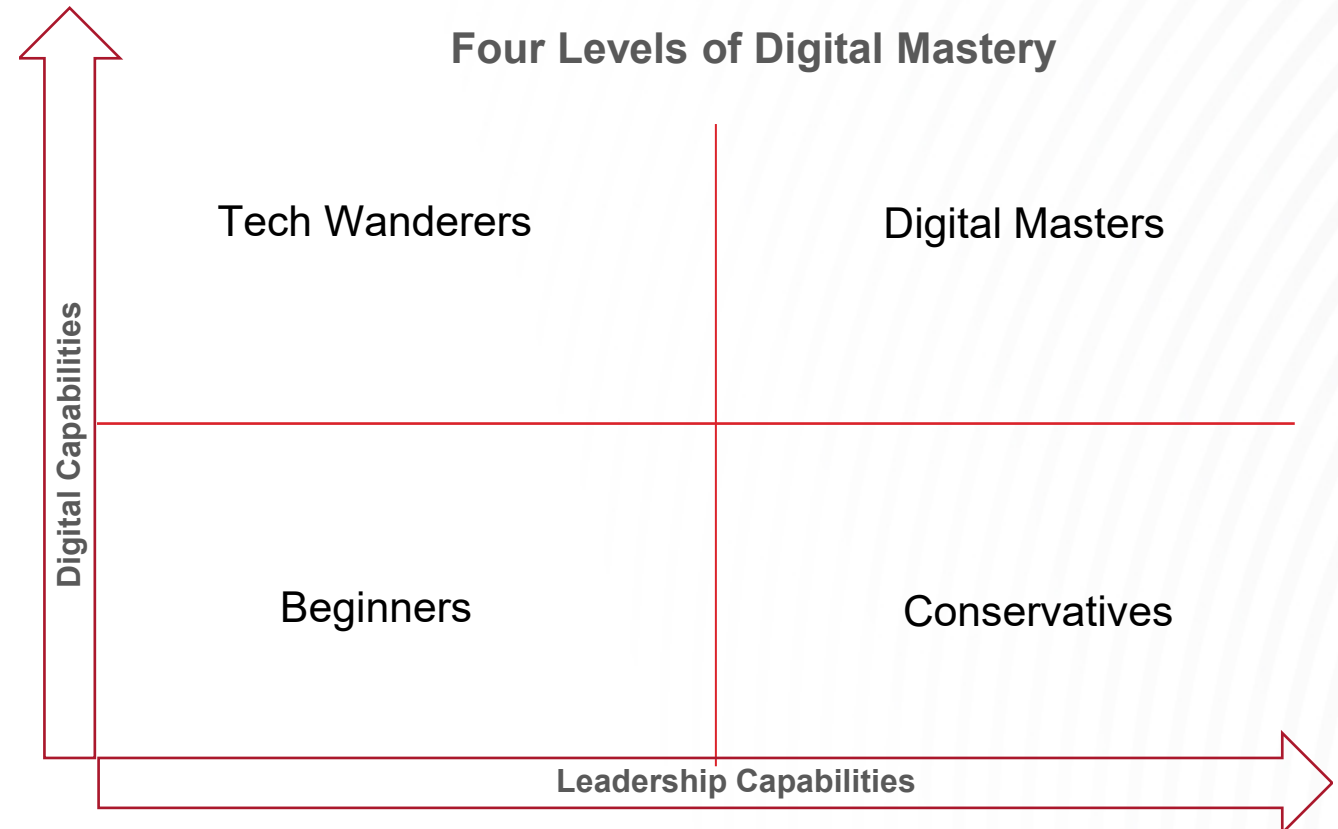 Four Levels of Digital Mastery
Tech Wanderers
Digital Masters
Digital Capabilities
Beginners
Conservatives
Leadership Capabilities